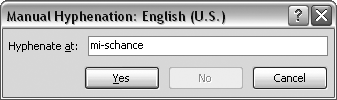 Manual Hyphenation: English (U.S.)
Hyphenate at: mi-schance
Yes No Cancel